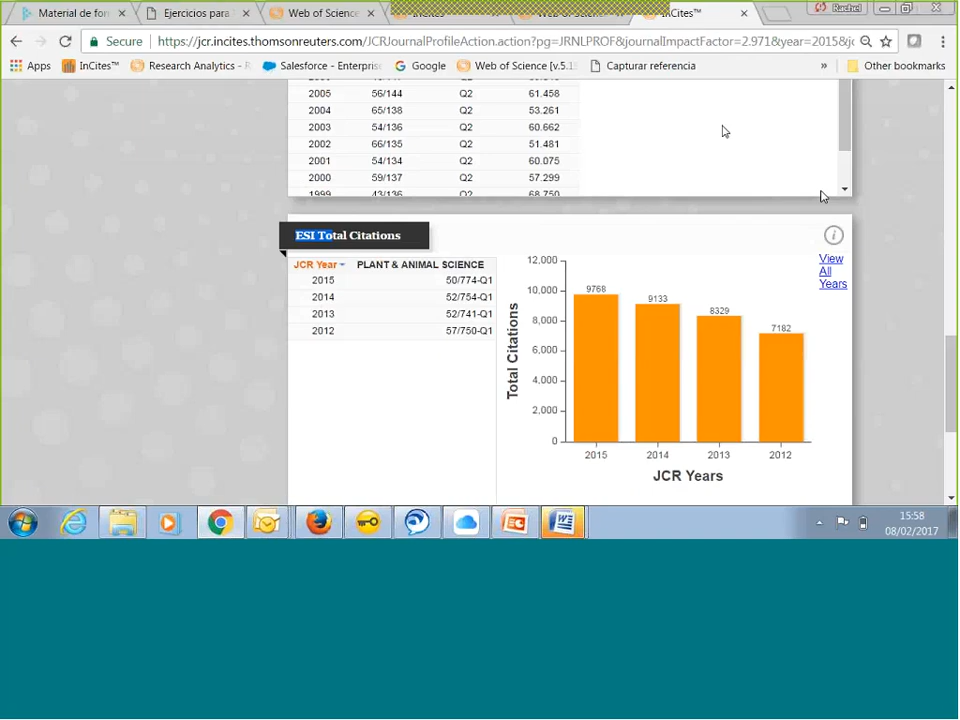 Material de for
Ejercicios para
Web of Science
InCites™
Rachel
Secure
https://jcr.incites.thomsonreuters.com/JCRJournalProfileAction.action?pg=JRNLPROF&journalImpactFactor=2.971&year=2015&jc
Apps
InCites™
Research Analytics - R
Salesforce - Enterprise
Google
Web of Science [v.5.1
Capturar referencia
»
Other bookmarks
2005 56/144 Q2 61.458
2004 65/138 Q2 53.261
2003 54/136 Q2 60.662
2002 66/135 Q2 51.481
2001 54/134 Q2 60.075
2000 59/137 Q2 57.299
1999 43/136 Q2 68.750
ESI Total Citations
i
View
All
Years
JCR Year PLANT & ANIMAL SCIENCE
2015 50/774-Q1
2014 52/754-Q1
2013 52/741-Q1
2012 57/750-Q1
Total Citations
12,000
10,000
8,000
6,000
4,000
2,000
0
9768
9133
8329
7182
2015 2014 2013 2012
JCR Years
15:58
08/02/2017